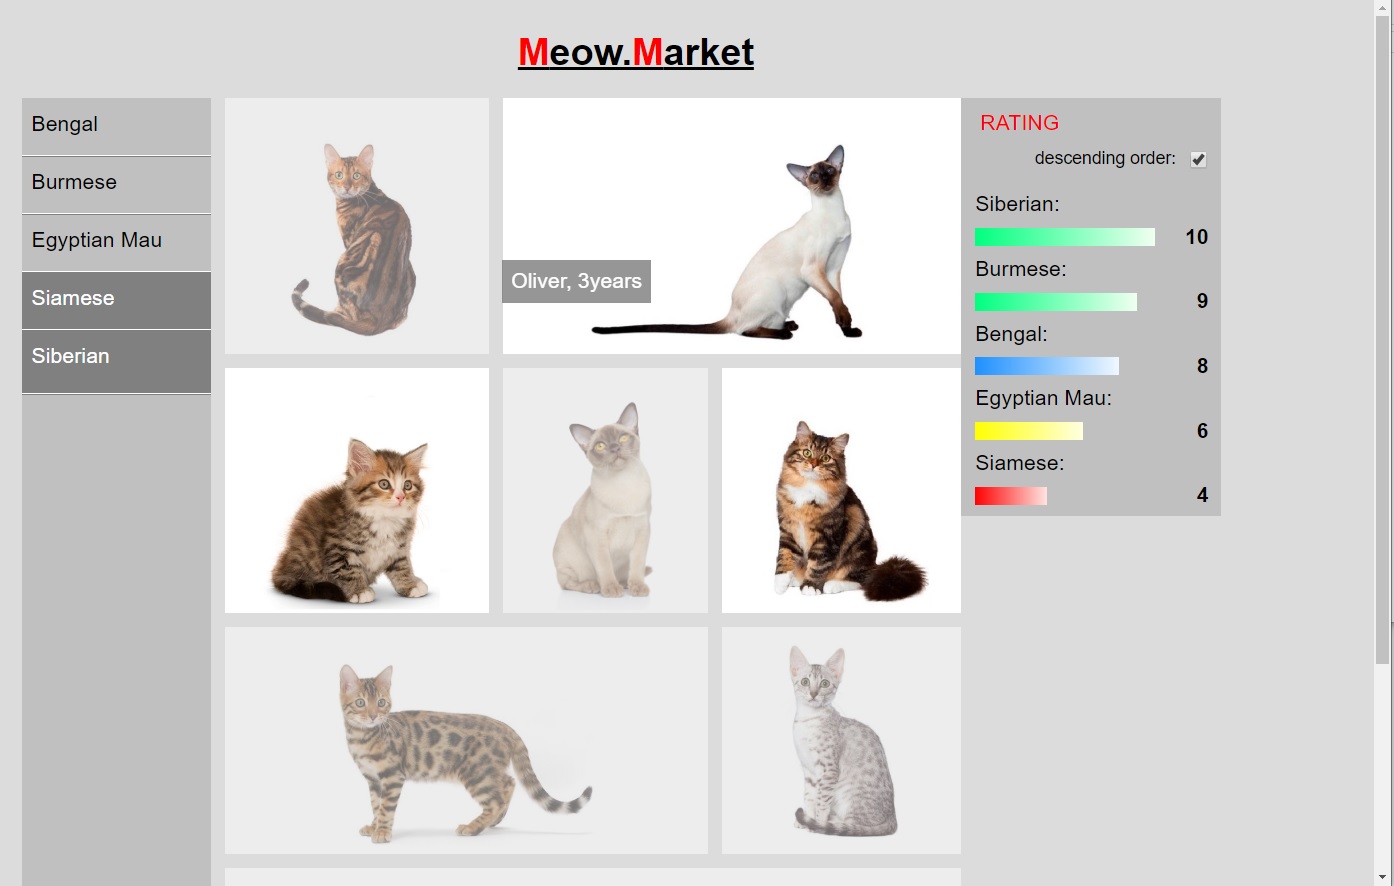 Meow.Market
Bengal
Burmese
Egyptian Mau
Siamese
Siberian
Oliver, 3years
RATING
descending order:
Siberian:
10
Burmese:
9
Bengal:
8
Egyptian Mau:
6
Siamese:
4